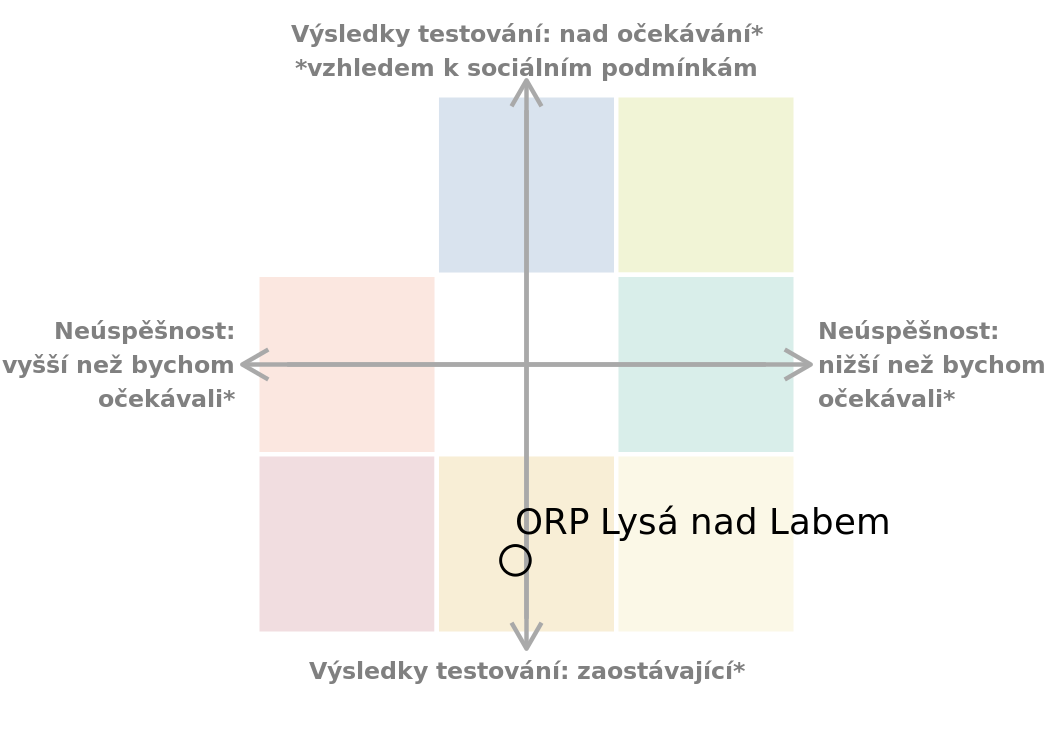 Výsledky testování: nad očekávání*
*vzhledem k sociálním podmínkám
Neúspěšnost:
vyšší než bychom
očekávali*
Neúspěšnost:
nižší než bychom
očekávali*
ORP Lysá nad Labem
Výsledky testování: zaostávající*